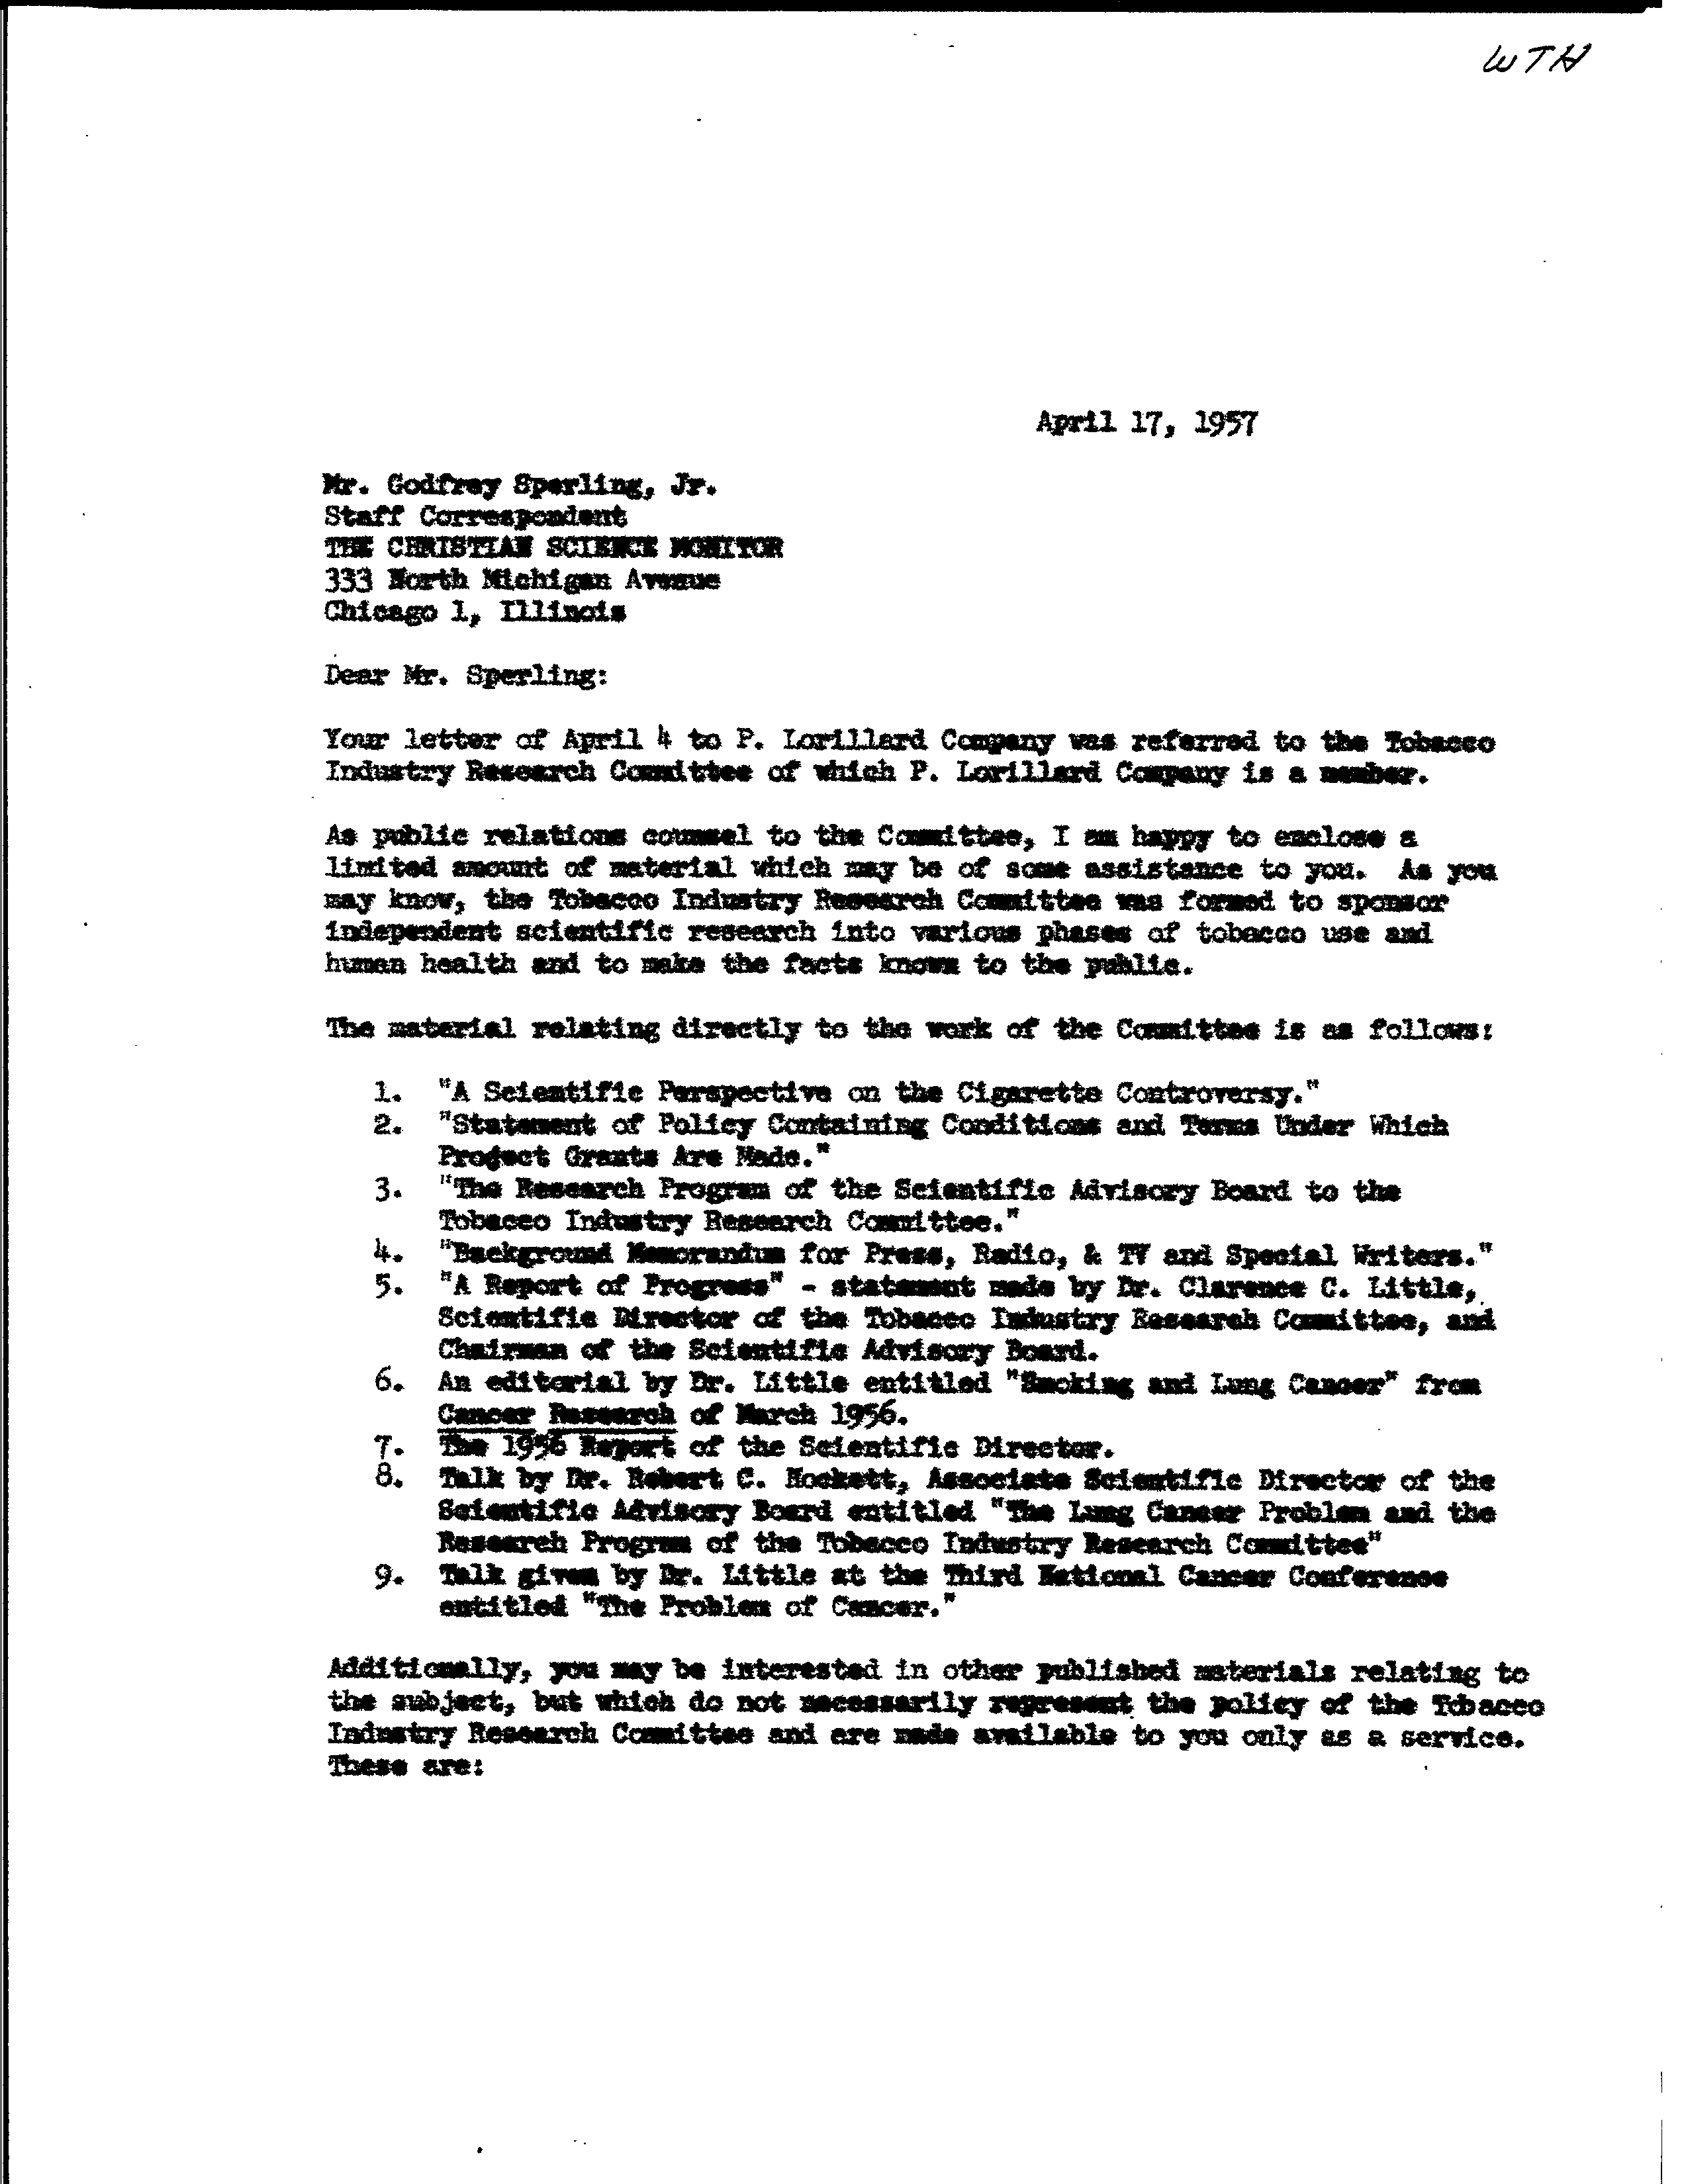 WTH
April 17, 1957
Mr. Godfrey Sperling, Jr.
Staff Correspondent
THE CHRISTIAN SCIENCE MONITOR
333 North Michigan Avenue
Chicago 1, Illinois
Dear Mr. Sperling:
Your letter of April 4 to P. Lorillard Company was referred to the Tobacco
Industry Research Committee of which P. Lorillard Company is a member.
As public relations counsel to the Committee, I am happy to enclose a
limited amount of material which may be of some assistance to you. As you
may know, the Tobacco Industry Research Committee was formed to sponsor
independent scientific research into various phases of tobacco use and
human health and to make the facts known to the public.
The material relating directly to the work of the Committee is as follows:
1. "A Scientific Perspective on the Cigarette Controversy."
2. "Statement of Policy Containing Conditions and Terms Under Which
Project Grants Are Made."
3. "The Research Program of the Scientific Advisory Board to the
Tobacco Industry Research Committee."
4. "Background Memorandum for Press, Radio, & TV and Special Writers."
5. "A Report of Progress" - statement made by Dr. Clarence C. Little,
Scientific Director of the Tobacco Industry Research Committee, and
Chairman of the Scientific Advisory Board.
6. An editorial by Dr. Little entitled "Smoking and Lung Cancer" from
Cancer Research of March 1956.
7. The 1956 Report of the Scientific Director.
8. Talk by Dr. Robert C. Hockett, Associate Scientific Director of the
Scientific Advisory Board entitled "The Lung Cancer Problem and the
Research Program of the Tobacco Industry Research Committee"
9. Talk given by Dr. Little at the Third National Cancer Conference
entitled "The Problem of Cancer."
Additionally, you may be interested in other published materials relating to
the subject, but which do not necessarily represent the policy of the Tobacco
Industry Research Committee and are made available to you only as a service.
These are: